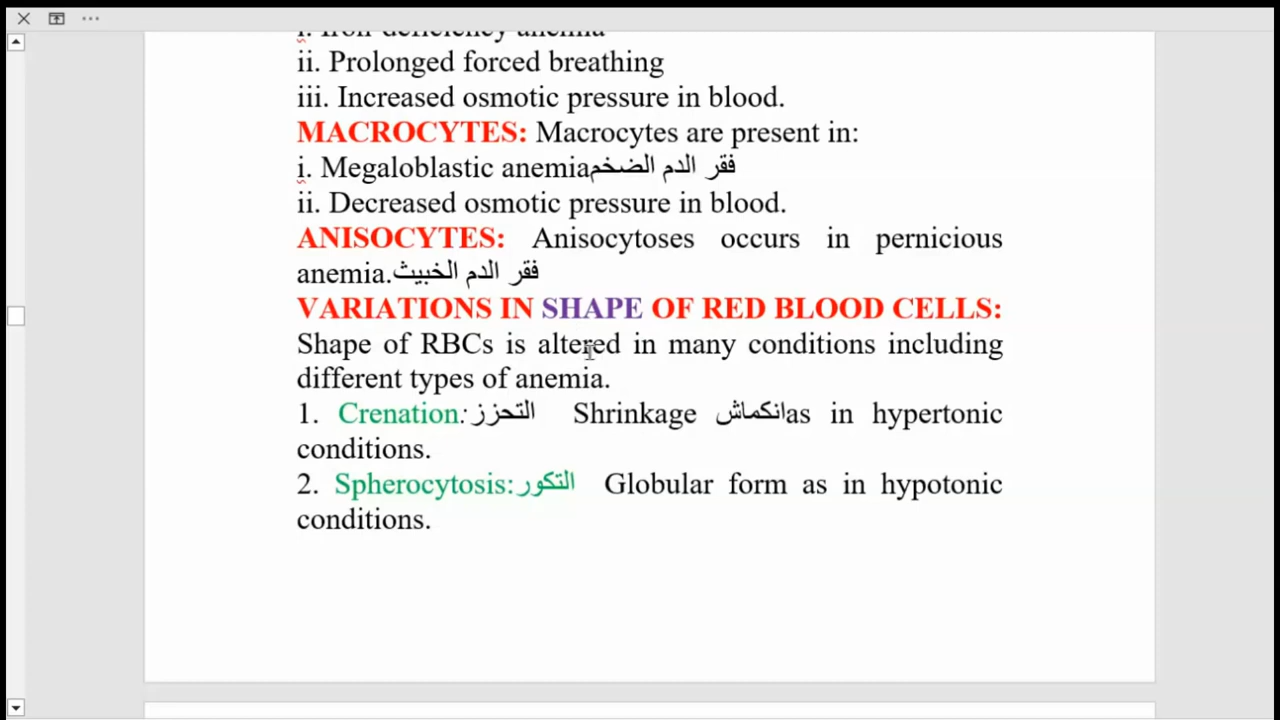 i. Iron deficiency anemia
ii. Prolonged forced breathing
iii. Increased osmotic pressure in blood.
MACROCYTES: Macrocytes are present in:
i. Megaloblastic anemiaفقر الدم الضخم
ii. Decreased osmotic pressure in blood.
ANISOCYTES: Anisocytoses occurs in pernicious
anemia.فقر الدم الخبيث
VARIATIONS IN SHAPE OF RED BLOOD CELLS:
Shape of RBCs is altered in many conditions including
different types of anemia.
1. Crenation:التحزز Shrinkage انكماشas in hypertonic
conditions.
2. Spherocytosis:التكور Globular form as in hypotonic
conditions.